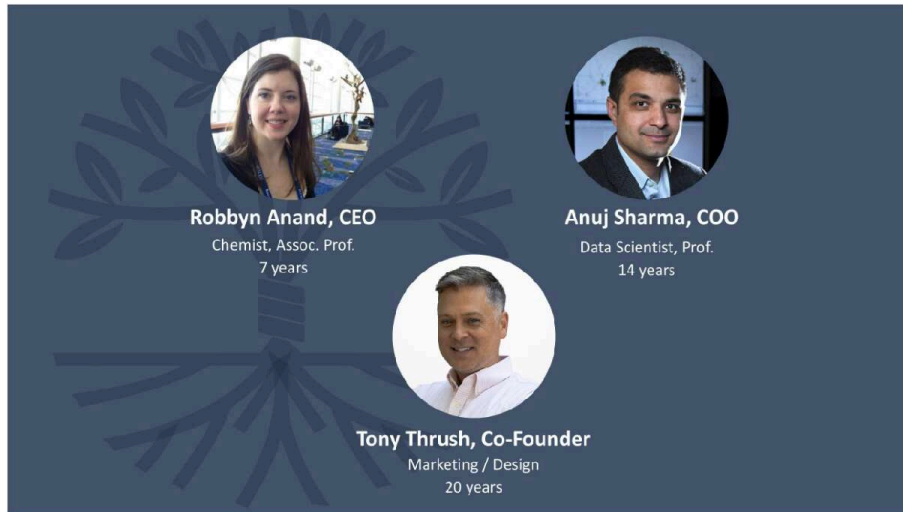 Robbyn Anand, CEO
Chemist, Assoc. Prof.
7 years
Anuj Sharma, COO
Data Scientist, Prof.
14 years
Tony Thrush, Co-Founder
Marketing / Design
20 years